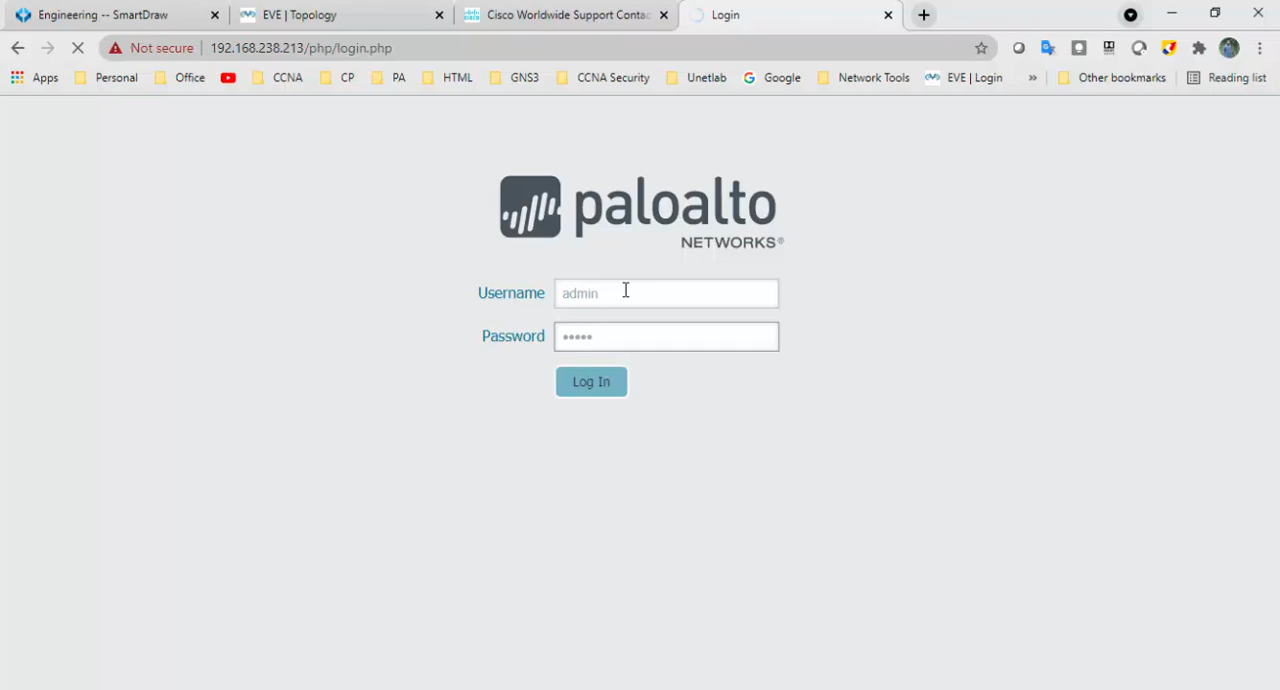 Engineering -- SmartDraw
EVE | Topology
Cisco Worldwide Support Contac
Login
Not secure
192.168.238.213/php/login.php
Apps
Personal
Office
CCNA
CP
PA
HTML
GNS3
CCNA Security
Unetlab
Google
Network Tools
EVE | Login
»
Other bookmarks
Reading list
paloalto
NETWORKS®
Username
admin
Password
•••••
Log In